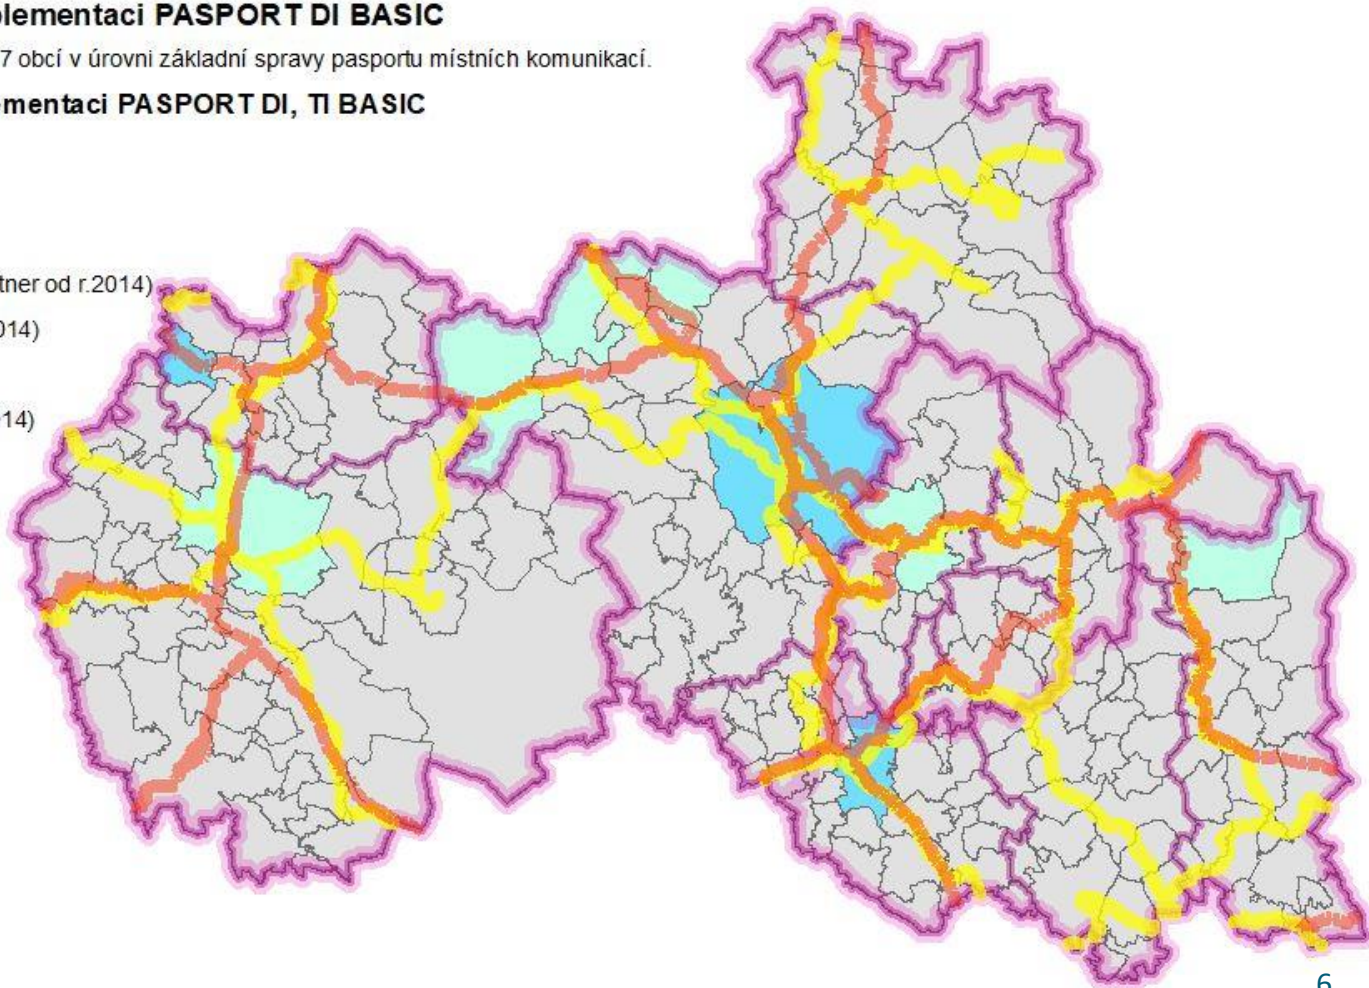 plementaci PASPORT DI BASIC
7 obcí v úrovni základní spravy pasportu místních komunikací.
ementaci PASPORT DI, TI BASIC
tner od r.2014)
014)
14)
6